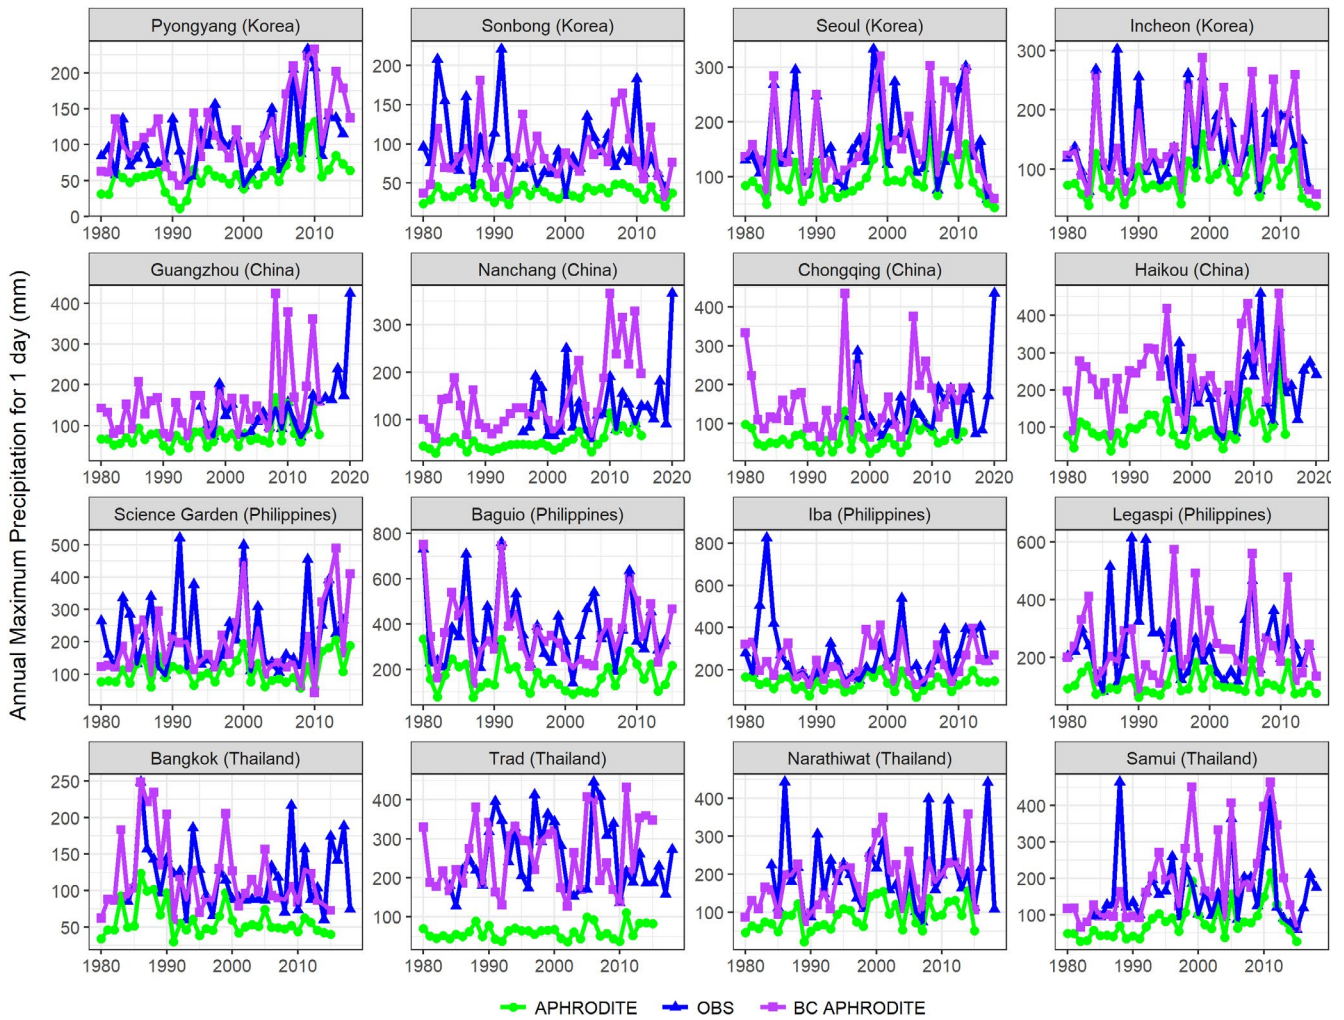 Annual Maximum Precipitation for 1 day (mm)
Pyongyang (Korea)
200
150
100
50
0
1980 1990 2000 2010
Sonbong (Korea)
200
150
100
50
1980 1990 2000 2010
Seoul (Korea)
300
200
100
1980 1990 2000 2010
Incheon (Korea)
300
200
100
1980 1990 2000 2010
Guangzhou (China)
400
300
200
100
1980 1990 2000 2010 2020
Nanchang (China)
300
200
100
1980 1990 2000 2010 2020
Chongqing (China)
400
300
200
100
1980 1990 2000 2010 2020
Haikou (China)
400
300
200
100
1980 1990 2000 2010 2020
Science Garden (Philippines)
500
400
300
200
100
1980 1990 2000 2010
Baguio (Philippines)
800
600
400
200
1980 1990 2000 2010
Iba (Philippines)
800
600
400
200
1980 1990 2000 2010
Legaspi (Philippines)
600
400
200
1980 1990 2000 2010
Bangkok (Thailand)
250
200
150
100
50
1980 1990 2000 2010
Trad (Thailand)
400
300
200
100
1980 1990 2000 2010
Narathiwat (Thailand)
400
300
200
100
1980 1990 2000 2010
Samui (Thailand)
400
300
200
100
1980 1990 2000 2010
APHRODITE OBS BC APHRODITE